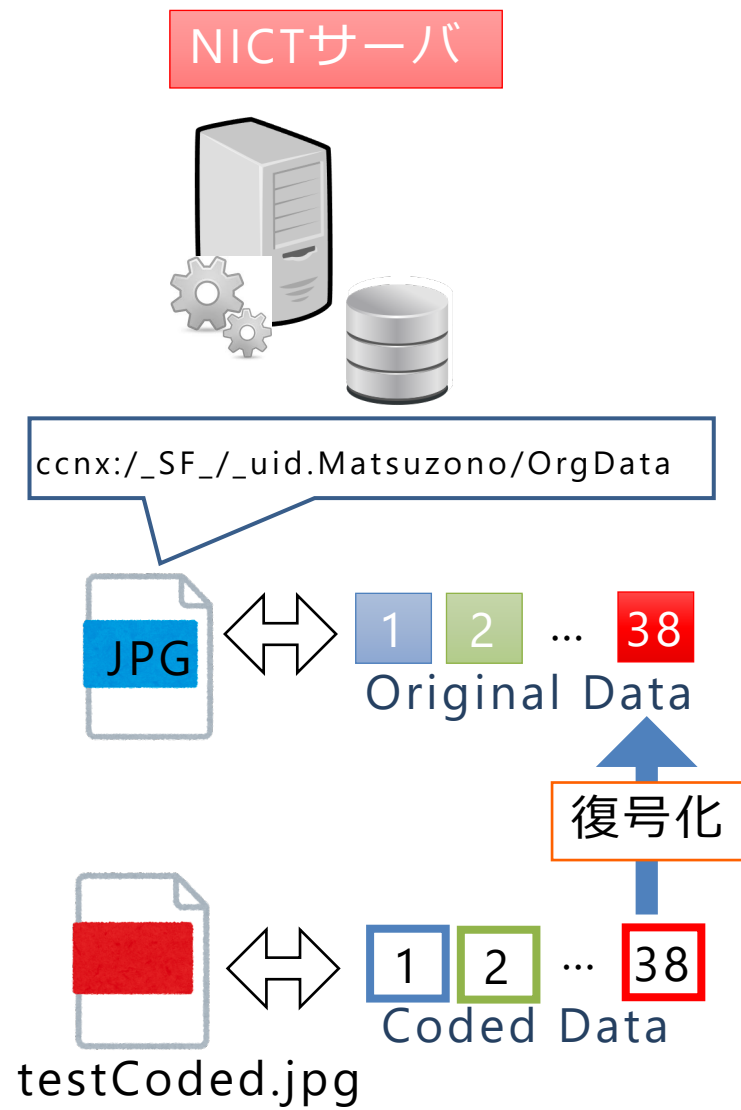 NICTサーバ
ccnx:/_SF_/_uid.Matsuzono/OrgData
JPG
1 2 … 38
Original Data
復号化
1 2 … 38
Coded Data
testCoded.jpg